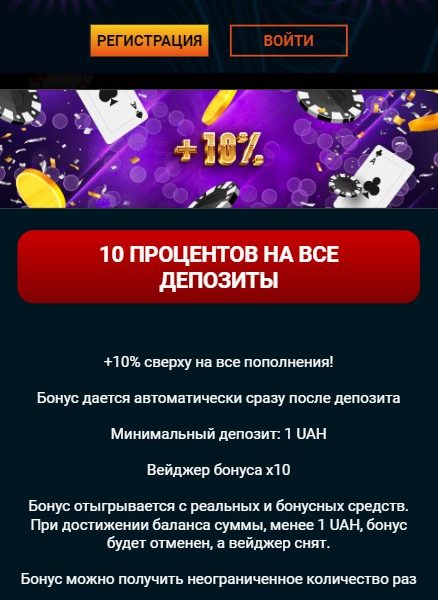 РЕГИСТРАЦИЯ ВОЙТИ
+10%
10 ПРОЦЕНТОВ НА ВСЕ
ДЕПОЗИТЫ
+10% сверху на все пополнения!
Бонус дается автоматически сразу после депозита
Минимальный депозит: 1 UAH
Вейджер бонуса x10
Бонус отыгрывается с реальных и бонусных средств.
При достижении баланса суммы, менее 1 UAH, бонус
будет отменен, а вейджер снят.
Бонус можно получить неограниченное количество раз